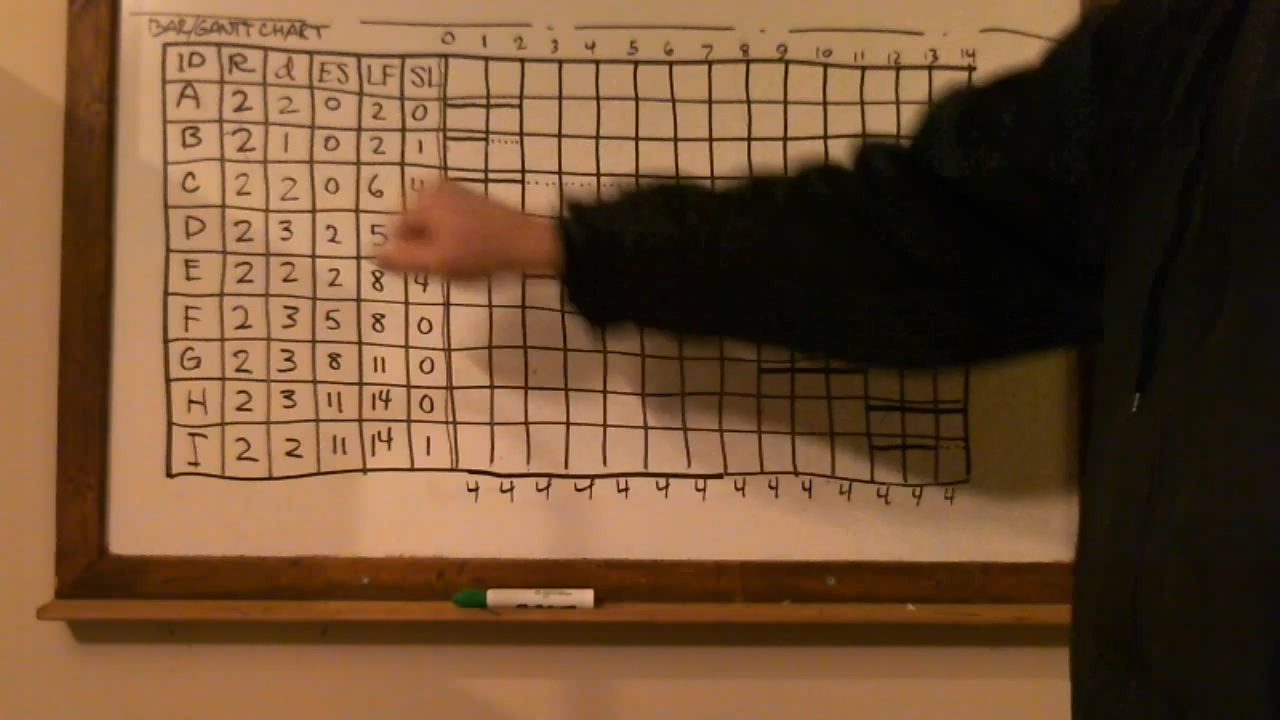 BAR/GANTT CHART
0 1 2 3 4 5 6 7 8 9 10 11 12 13 14
ID R d ES LF SL
A 2 2 0 2 0
B 2 1 0 2 1
C 2 2 0 6 4
D 2 3 2 5
E 2 2 2 8 4
F 2 3 5 8 0
G 2 3 8 11 0
H 2 3 11 14 0
I 2 2 11 14 1
4 4 4 4 4 4 4 4 4 4 4 4 4 4